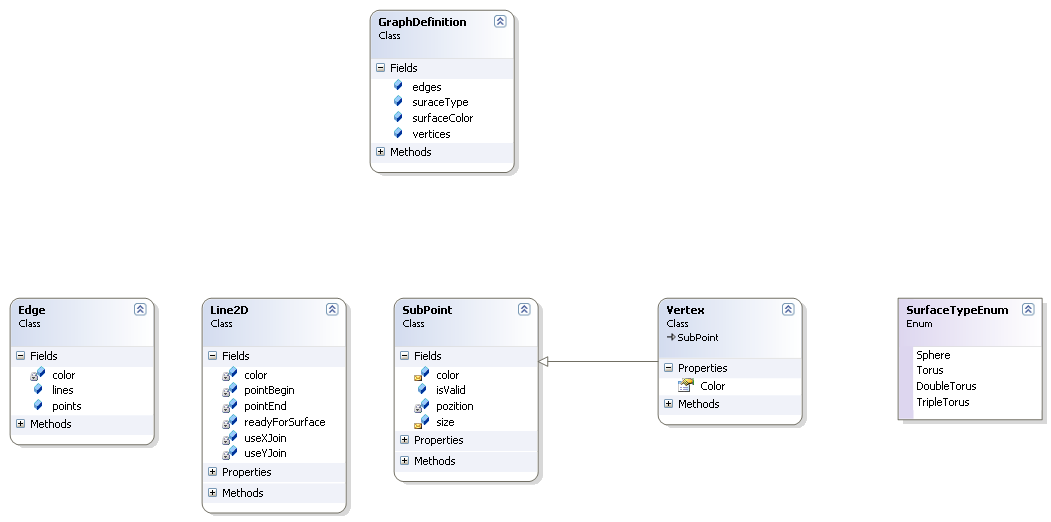 GraphDefinition
Class
Fields
edges
suraceType
surfaceColor
vertices
Methods
Edge
Class
Fields
color
lines
points
Methods
Line2D
Class
Fields
color
pointBegin
pointEnd
readyForSurface
useXJoin
useYJoin
Properties
Methods
SubPoint
Class
Fields
color
isValid
pozition
size
Properties
Methods
Vertex
Class
SubPoint
Properties
Color
Methods
SurfaceTypeEnum
Enum
Sphere
Torus
DoubleTorus
TripleTorus